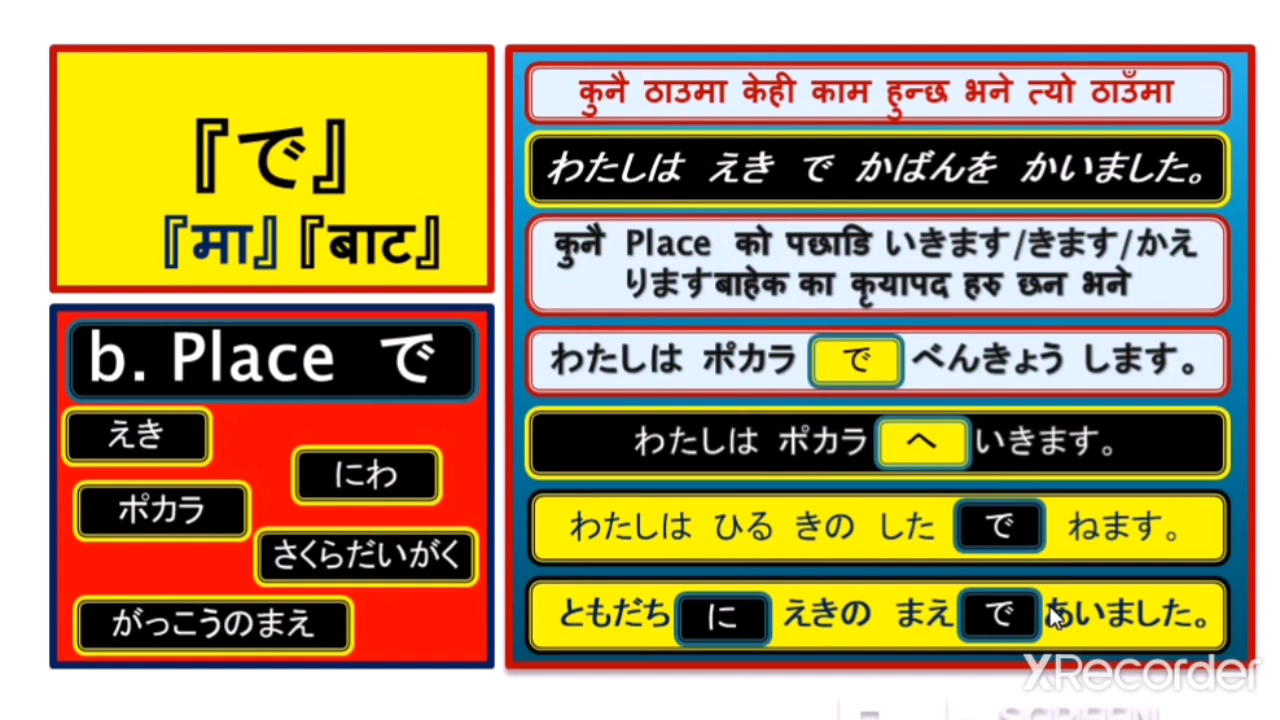 『で』
『मा』『बाट』
b. Place で
えき
にわ
ポカラ
さくらだいがく
がっこうのまえ
कुनै ठाउमा केही काम हुन्छ भने त्यो ठाउँमा
わたしは えき で かばんを かいました。
कुनै Place को पछाडि いきます/きます/かえ
りますबाहेक का कृयापद हरु छन भने
わたしは ポカラ で べんきょう します。
わたしは ポカラ へ いきます。
わたしは ひる きの した で ねます。
ともだち に えきの まえ で あいました。
XRecorder